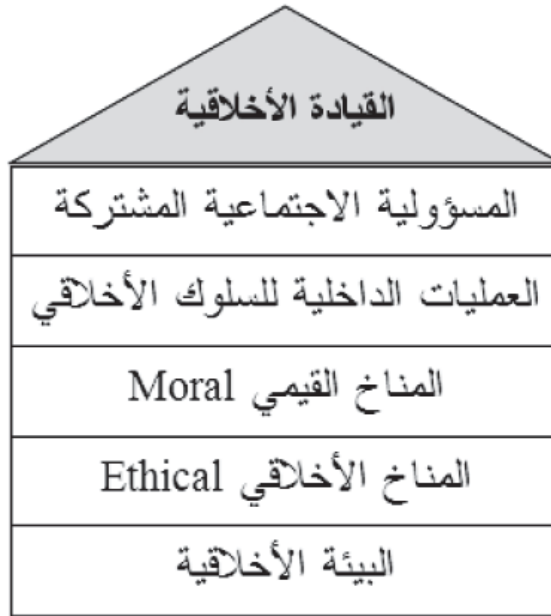 القيادة الأخلاقية
المسؤولية الاجتماعية المشتركة
العمليات الداخلية للسلوك الأخلاقي
المناخ القيمي Moral
المناخ الأخلاقي Ethical
البيئة الأخلاقية